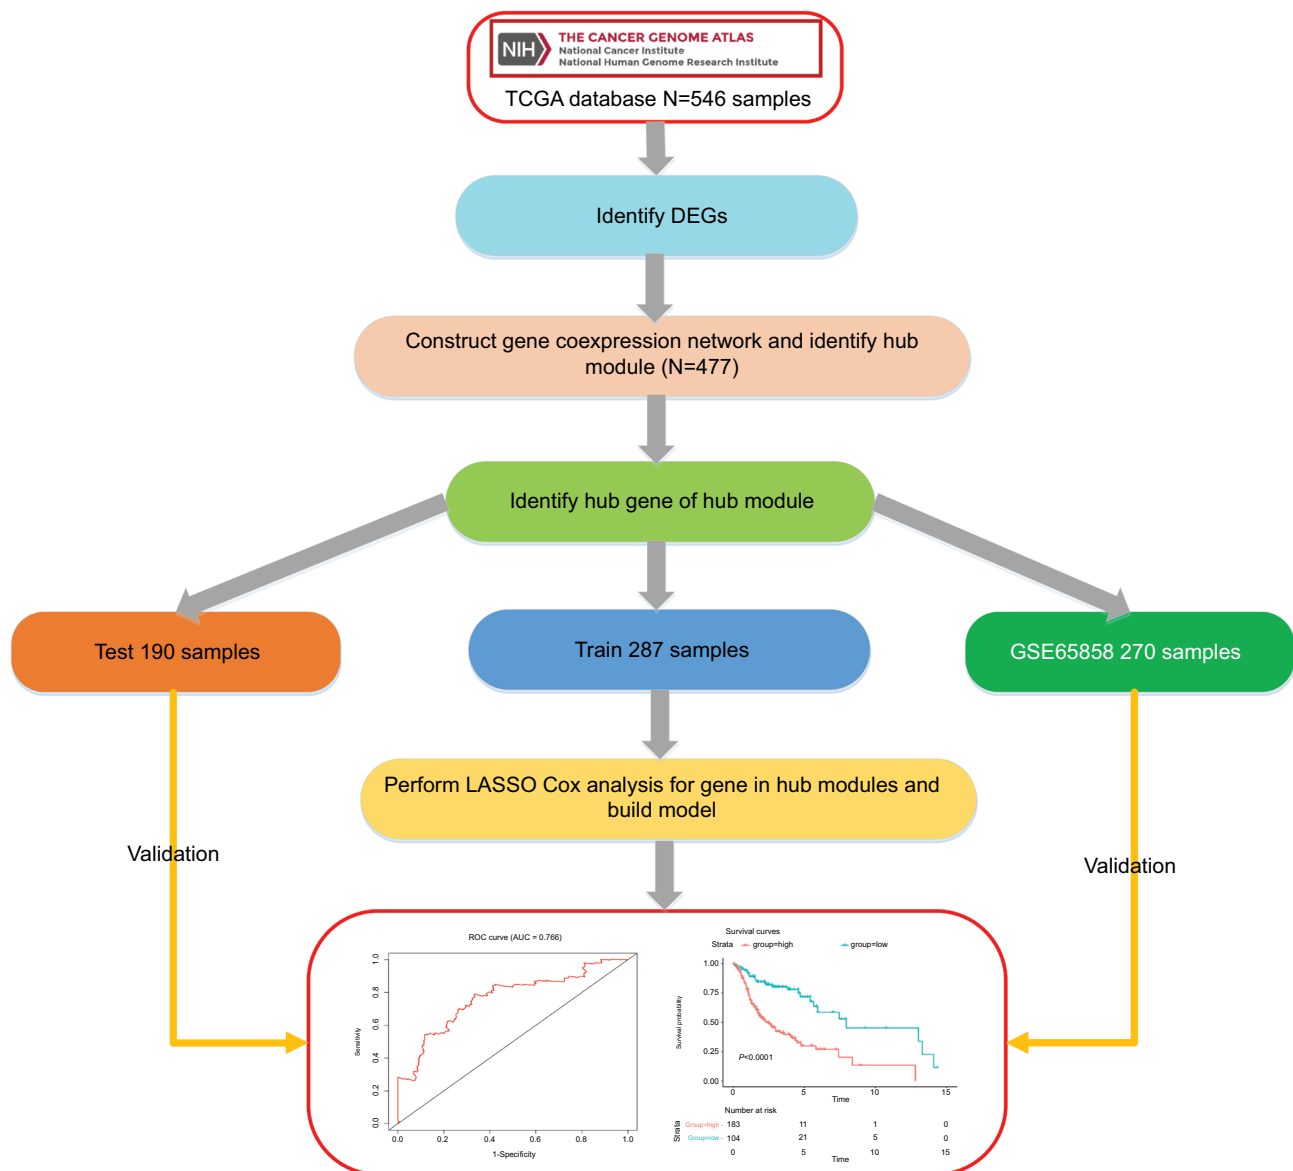 NIH
THE CANCER GENOME ATLAS
National Cancer Institute
National Human Genome Research Institute
TCGA database N=546 samples
Identify DEGs
Construct gene coexpression network and identify hub
module (N=477)
Identify hub gene of hub module
Test 190 samples
Train 287 samples
GSE65858 270 samples
Perform LASSO Cox analysis for gene in hub modules and
build model
Validation
Validation
ROC curve (AUC = 0.766)
Sensitivity
1.0
0.8
0.6
0.4
0.2
0.0
0.0 0.2 0.4 0.6 0.8 1.0
1-Specificity
Survival curves
Strata group=high group=low
Survival probability
1.00
0.75
0.50
0.25
0.00
P<0.0001
0 5 10 15
Time
Number at risk
Strata
Group=high - 183 11 1 0
Group=low - 104 21 5 0
0 5 10 15
Time